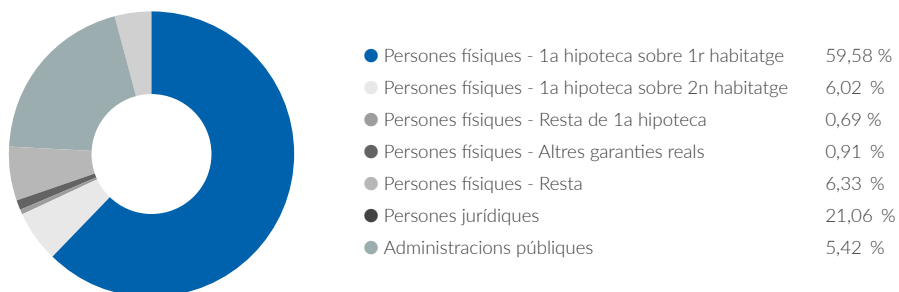 Persones físiques - 1a hipoteca sobre 1r habitatge 59,58 %
Persones físiques - 1a hipoteca sobre 2n habitatge 6,02 %
Persones físiques - Resta de 1a hipoteca 0,69 %
Persones físiques - Altres garanties reals 0,91 %
Persones físiques - Resta 6,33 %
Persones jurídiques 21,06 %
Administracions públiques 5,42 %